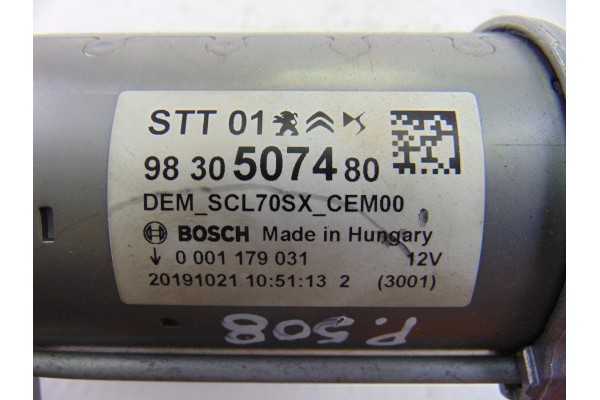 STT 01
98 30 5074 80
DEM_SCL70SX_CEM00
BOSCH Made in Hungary
↓ 0 001 179 031 12V
20191021 10:51:13 2 (3001)
P.508